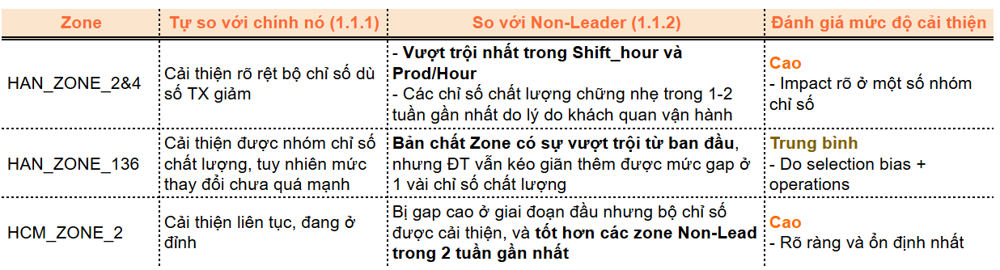 Zone
Tự so với chính nó (1.1.1)
So với Non-Leader (1.1.2)
Đánh giá mức độ cải thiện
HAN_ZONE_2&4
Cải thiện rõ rệt bộ chỉ số dù
số TX giảm
- Vượt trội nhất trong Shift_hour và
Prod/Hour
- Các chỉ số chất lượng chững nhẹ trong 1-2
tuần gần nhất do lý do khách quan vận hành
Cao
- Impact rõ ở một số nhóm
chỉ số
HAN_ZONE_136
Cải thiện được nhóm chỉ số
chất lượng, tuy nhiên mức
thay đổi chưa quá mạnh
Bản chất Zone có sự vượt trội từ ban đầu,
nhưng ĐT vẫn kéo giãn thêm được mức gap ở
1 vài chỉ số chất lượng
Trung bình
- Do selection bias +
operations
HCM_ZONE_2
Cải thiện liên tục, đang ở
đỉnh
Bị gap cao ở giai đoạn đầu nhưng bộ chỉ số
được cải thiện, và tốt hơn các zone Non-Lead
trong 2 tuần gần nhất
Cao
- Rõ ràng và ổn định nhất